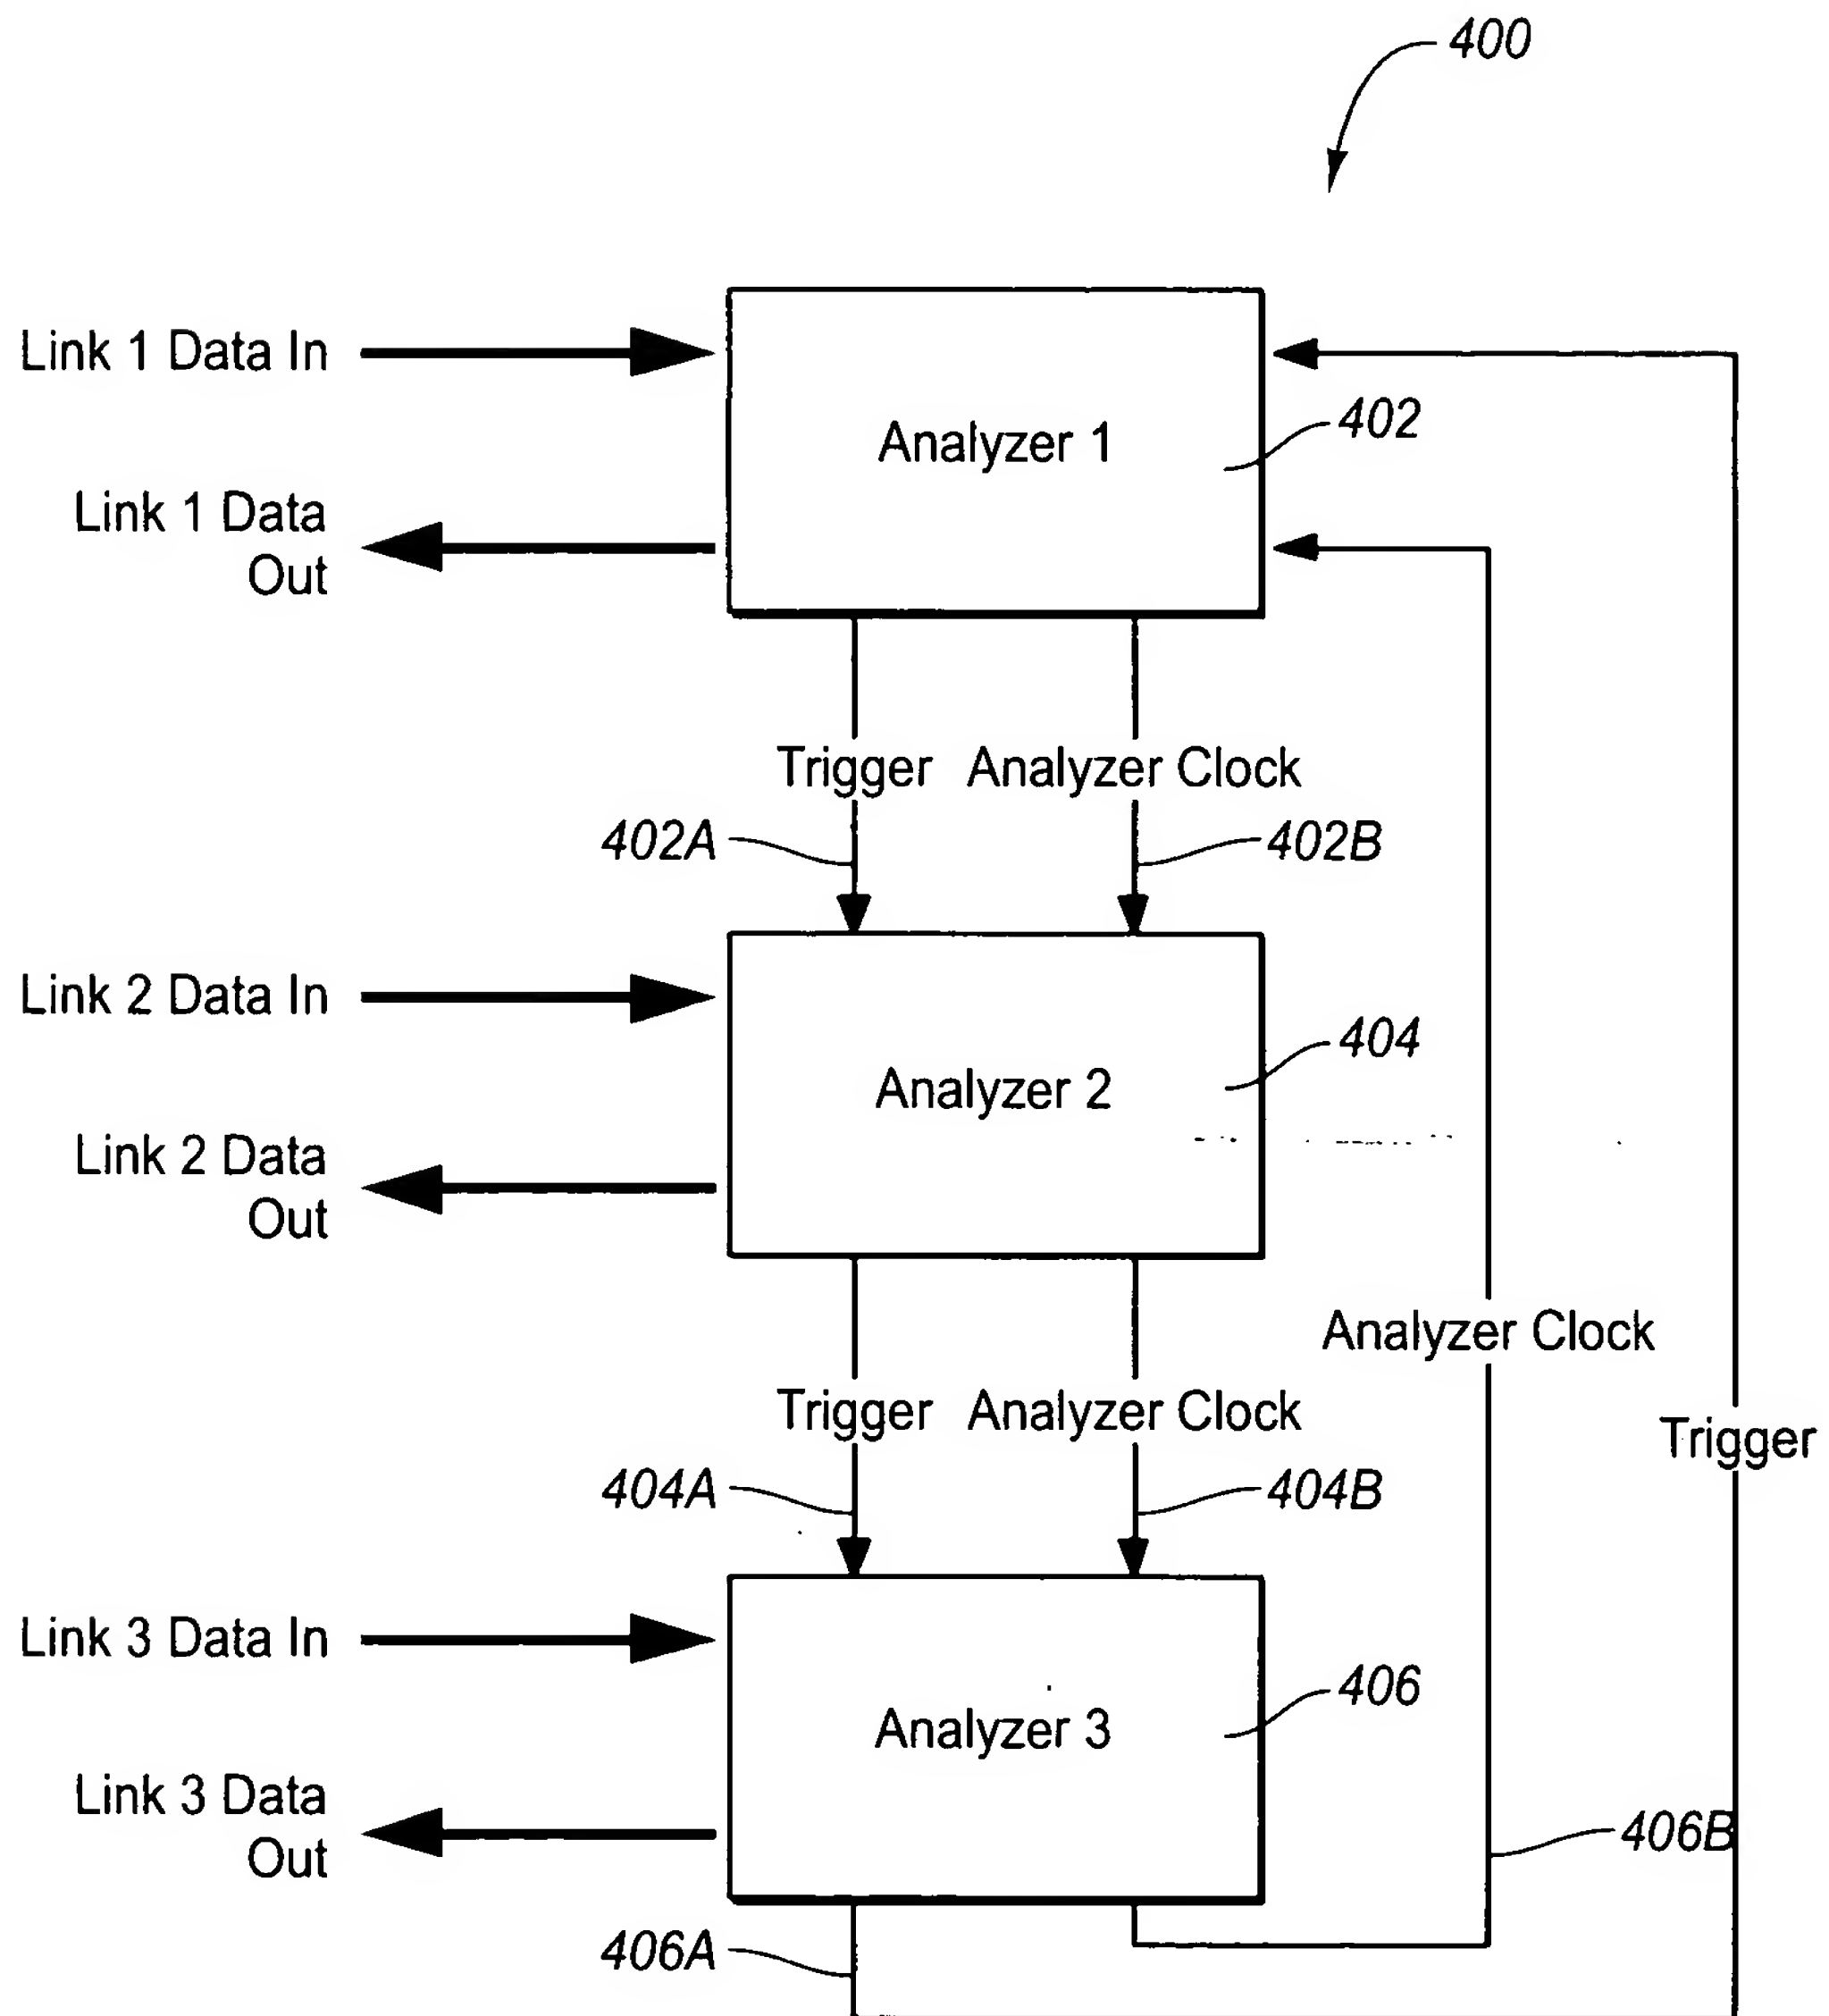 400
Link 1 Data In
402
Analyzer 1
Link 1 Data
Out
Trigger Analyzer Clock
402A
402B
Link 2 Data In
404
Analyzer 2
Link 2 Data
Out
Analyzer Clock
Trigger Analyzer Clock
Trigger
404A
404B
Link 3 Data In
406
Analyzer 3
Link 3 Data
Out
406B
406A